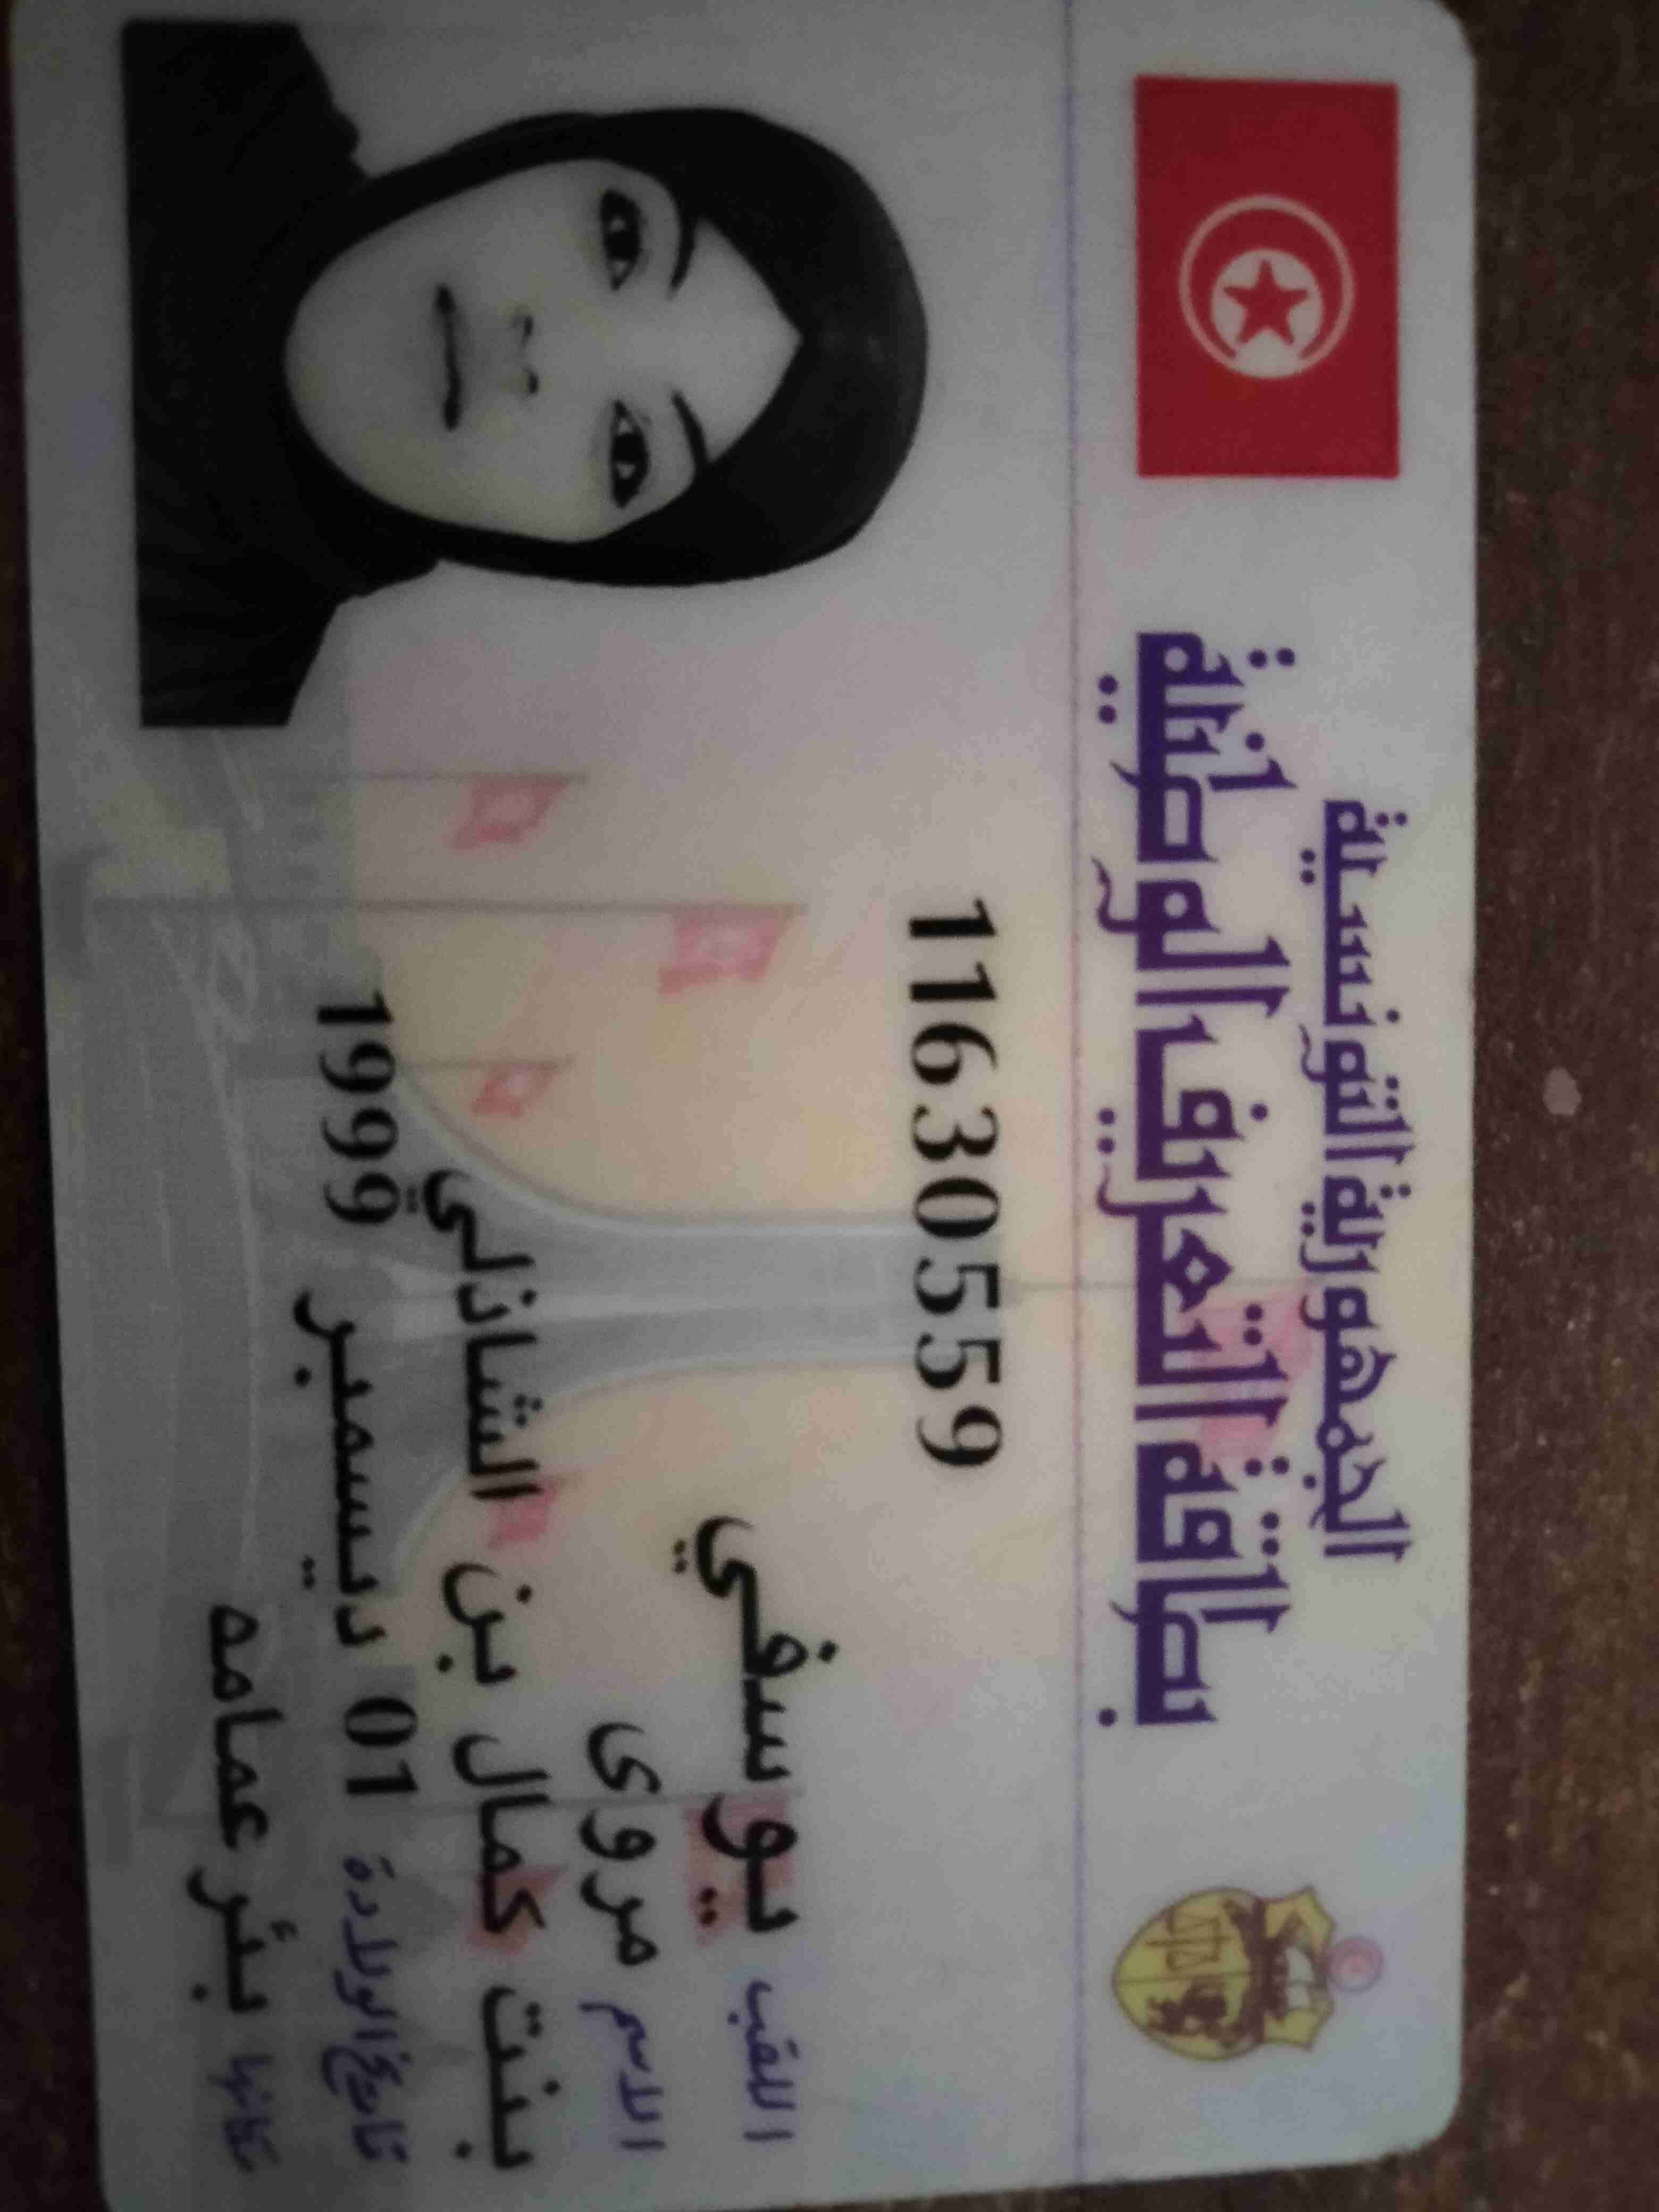 الجمهورية التونسية
بطاقة التعريف الوطنية
11630559
اللقب يوسفي
الاسم مروى
بنت كمال بن الشاذلي
تاريخ الولادة 01 ديسمبر 1999
مكانها بئر عمامه